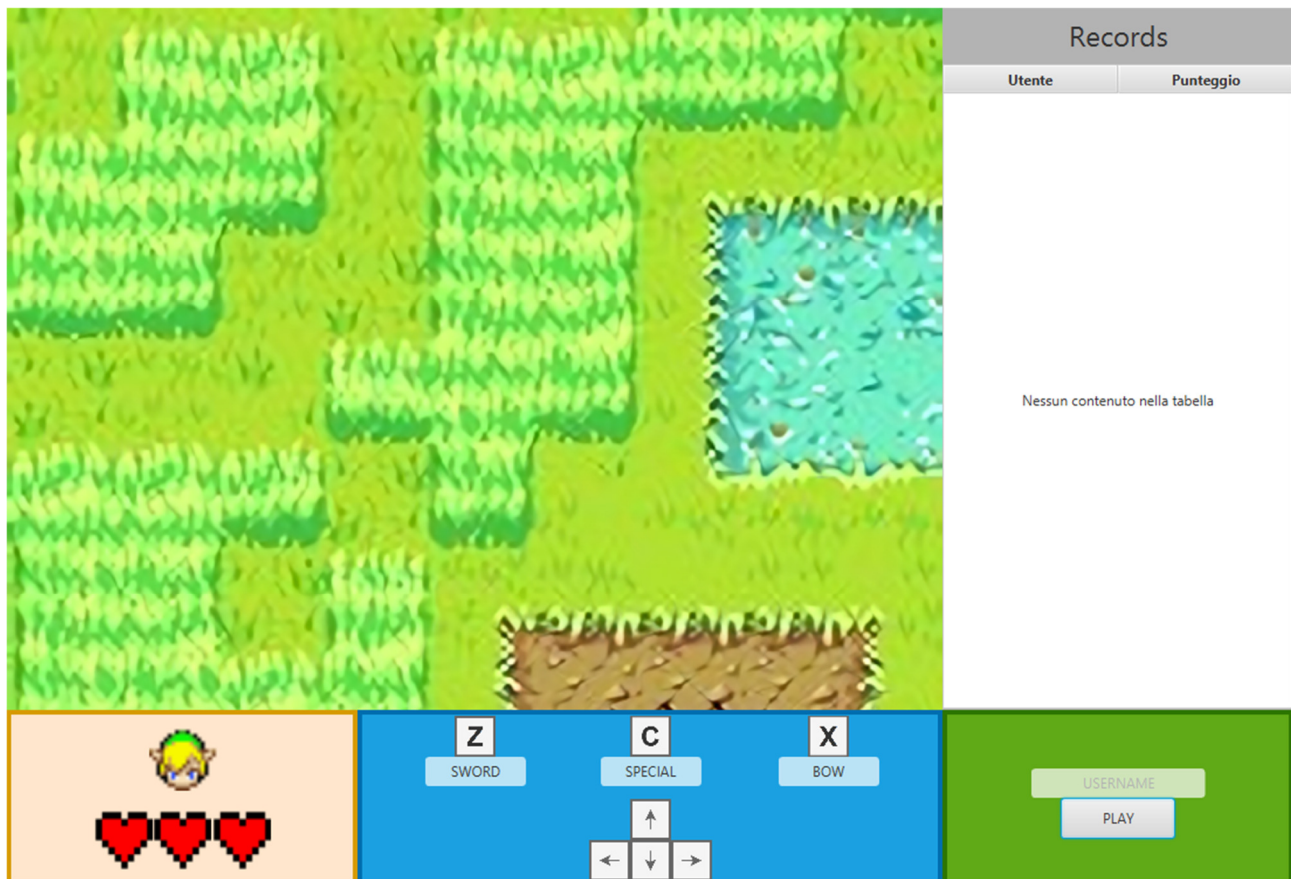 Records
Utente Punteggio
Nessun contenuto nella tabella
Z C X
SWORD SPECIAL BOW
USERNAME
PLAY
↑
← ↓ →